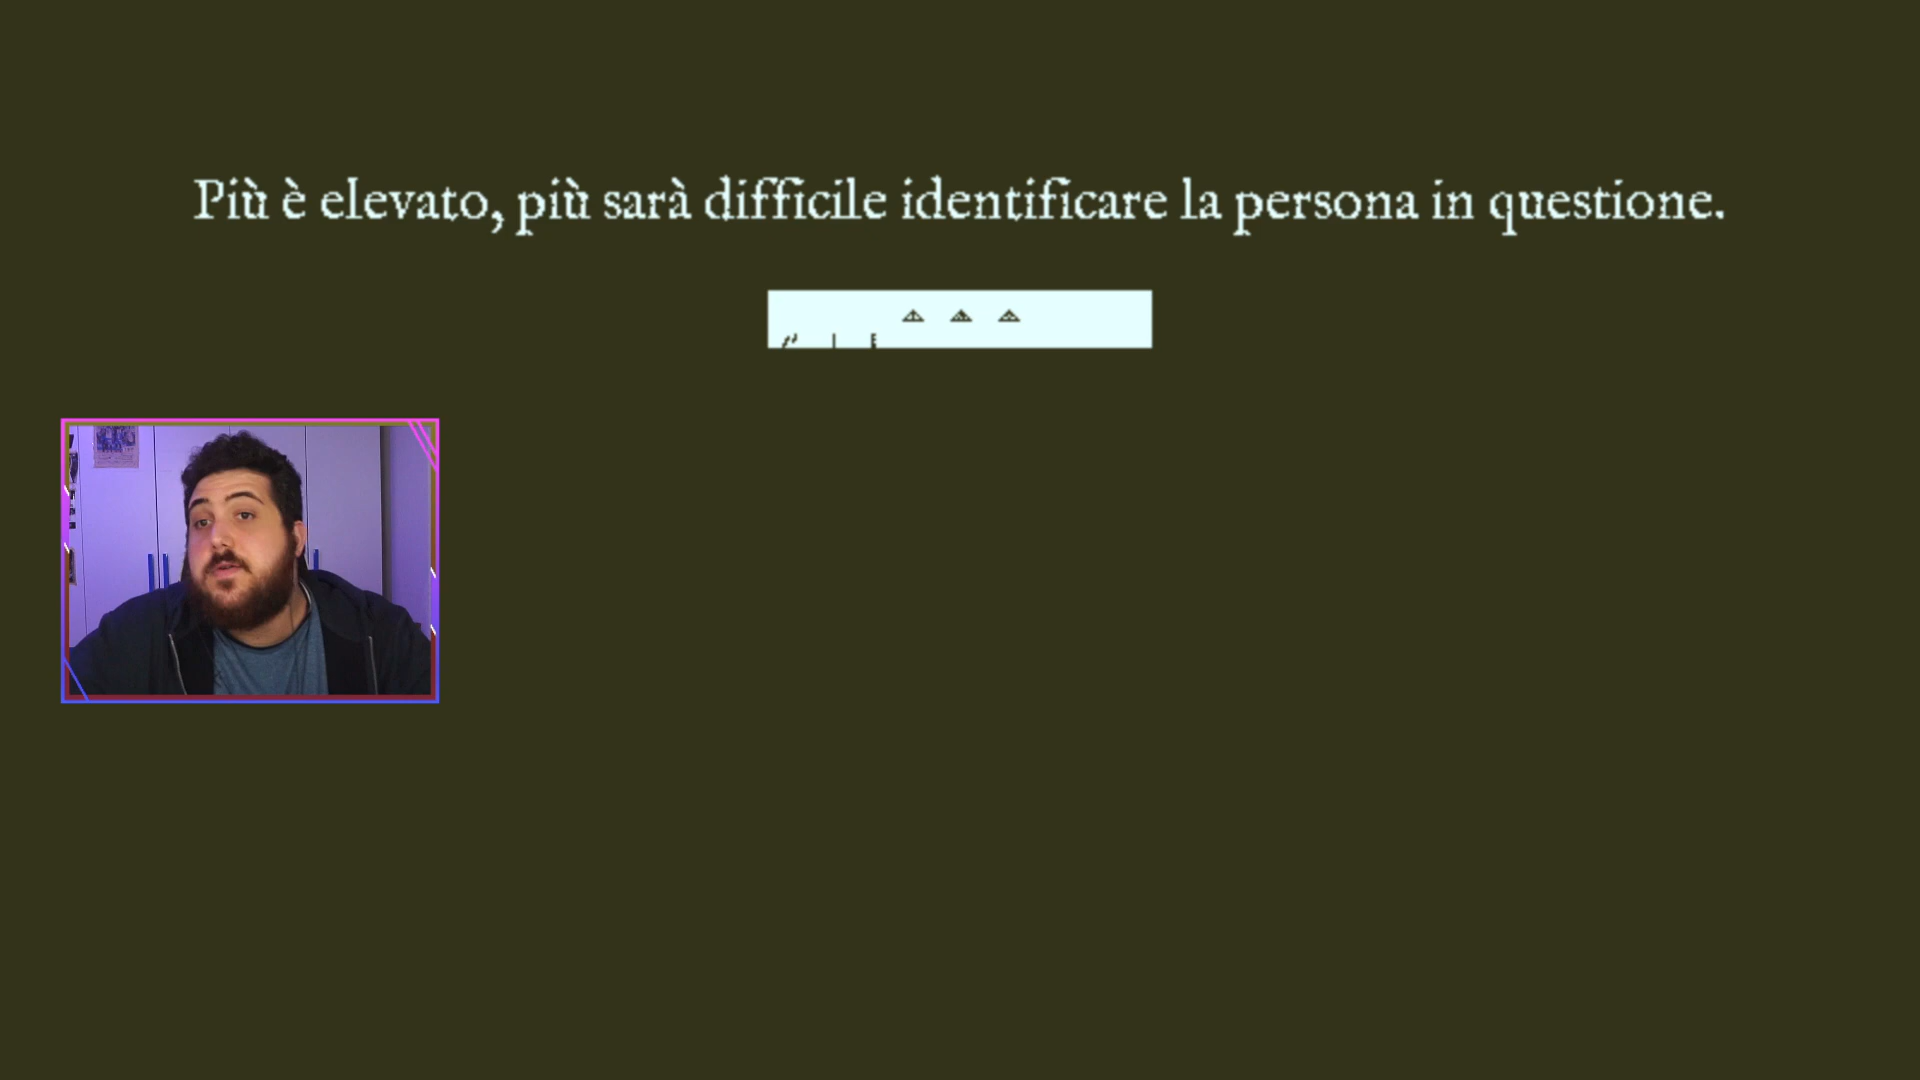 Più è elevato, più sarà difficile identificare la persona in questione.